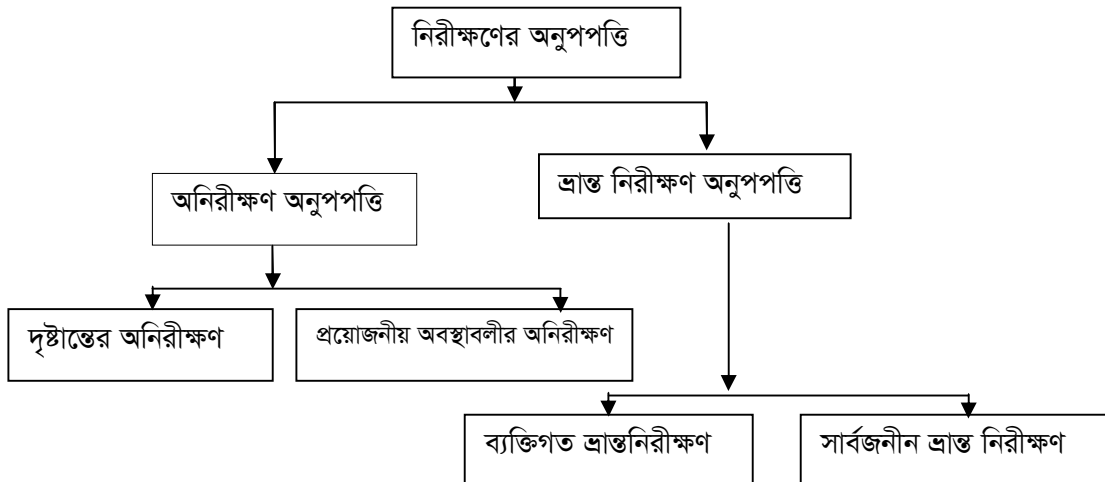 নিরীক্ষণের অনুপপত্তি
অনিরীক্ষণ অনুপপত্তি
ভ্রান্ত নিরীক্ষণ অনুপপত্তি
দৃষ্টান্তের অনিরীক্ষণ
প্রয়োজনীয় অবস্থাবলীর অনিরীক্ষণ
ব্যক্তিগত ভ্রান্তনিরীক্ষণ
সার্বজনীন ভ্রান্ত নিরীক্ষণ